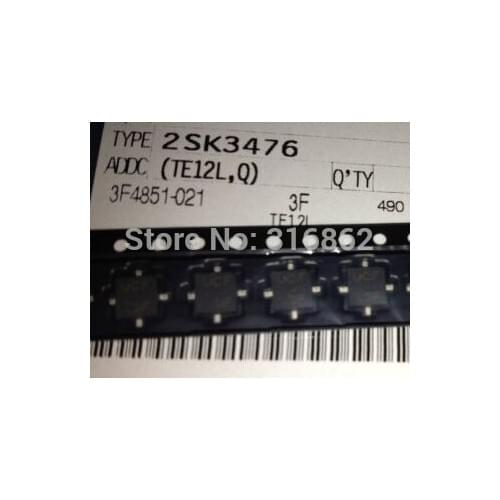 TYPE 2SK3476
ADDC (TE12L,Q) Q'TY
3F4851-021 3F 490
TE12L
Store No: 316862